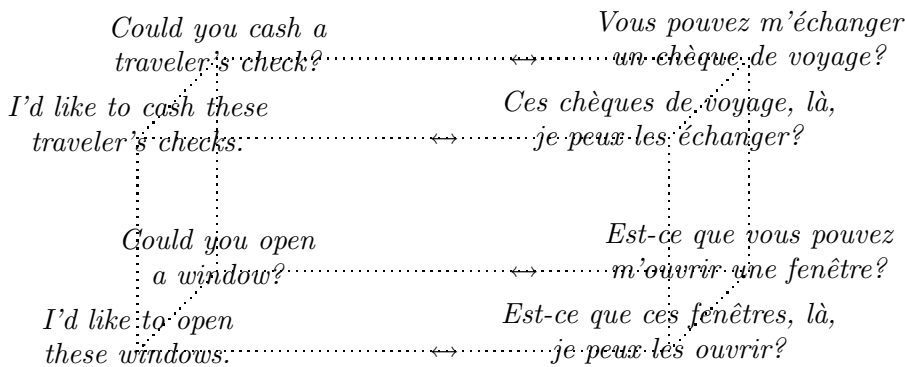 Could you cash a
traveler's check?
↔
Vous pouvez m'échanger
un chèque de voyage?
I'd like to cash these
traveler's checks.
↔
Ces chèques de voyage, là,
je peux les échanger?
Could you open
a window?
↔
Est-ce que vous pouvez
m'ouvrir une fenêtre?
I'd like to open
these windows.
↔
Est-ce que ces fenêtres, là,
je peux les ouvrir?